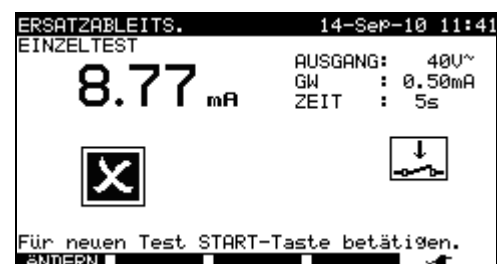 ERSATZABLEITS. 14-Sep-10 11:41
EINZELTEST
8.77 mA
AUSGANG: 40V~
GW : 0.50mA
ZEIT : 5s
Für neuen Test START-Taste betätigen.
ÄNDERN